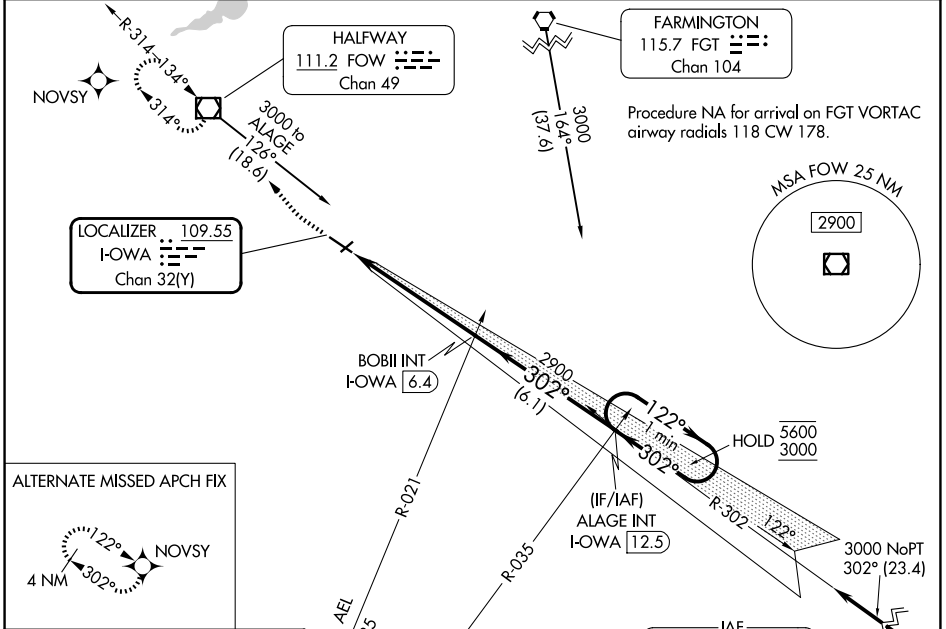 R-314
134°
314°
NOVSY
HALFWAY
111.2 FOW
Chan 49
3000 to
ALAGE
126°
(18.6)
FARMINGTON
115.7 FGT
Chan 104
3000
164°
(37.6)
Procedure NA for arrival on FGT VORTAC
airway radials 118 CW 178.
MSA FOW 25 NM
2900
LOCALIZER 109.55
I-OWA
Chan 32(Y)
BOBII INT
I-OWA 6.4
2900
302°
(6.1)
122°
1 min
302°
HOLD 5600
3000
(IF/IAF)
ALAGE INT
I-OWA 12.5
R-302
122°
3000 NoPT
302° (23.4)
R-021
R-035
ALTERNATE MISSED APCH FIX
122°
302°
4 NM
NOVSY
AEL
IAF